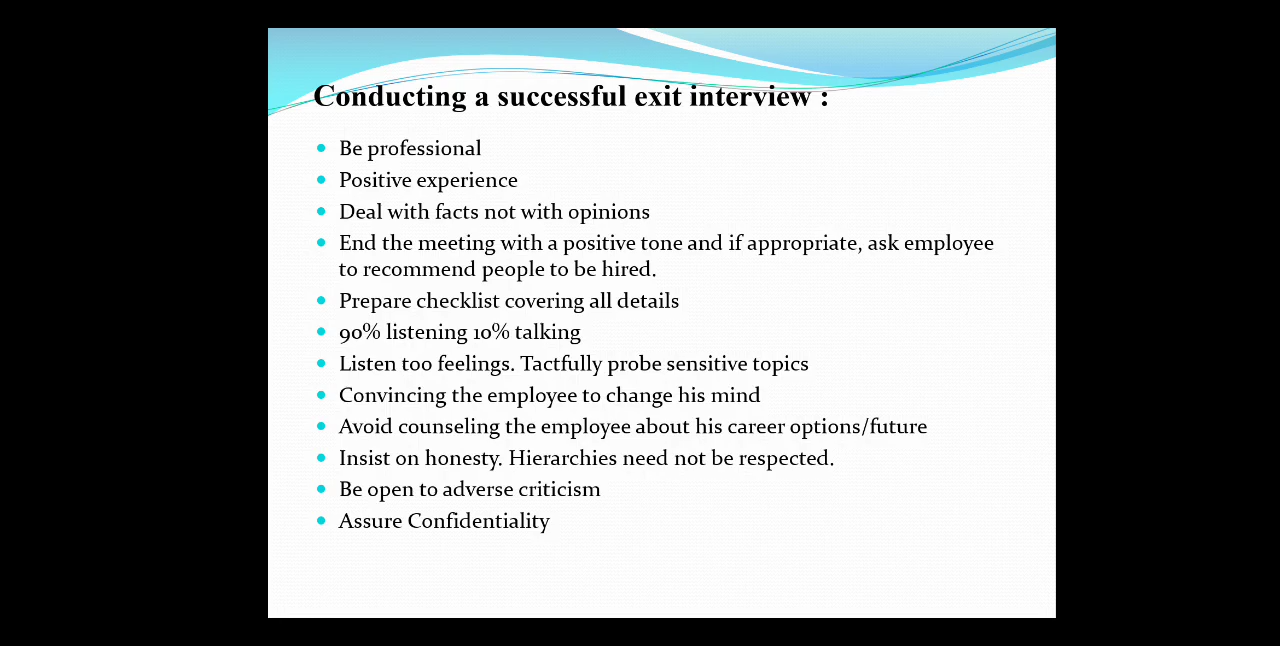 Conducting a successful exit interview :
Be professional
Positive experience
Deal with facts not with opinions
End the meeting with a positive tone and if appropriate, ask employee
to recommend people to be hired.
Prepare checklist covering all details
90% listening 10% talking
Listen too feelings. Tactfully probe sensitive topics
Convincing the employee to change his mind
Avoid counseling the employee about his career options/future
Insist on honesty. Hierarchies need not be respected.
Be open to adverse criticism
Assure Confidentiality